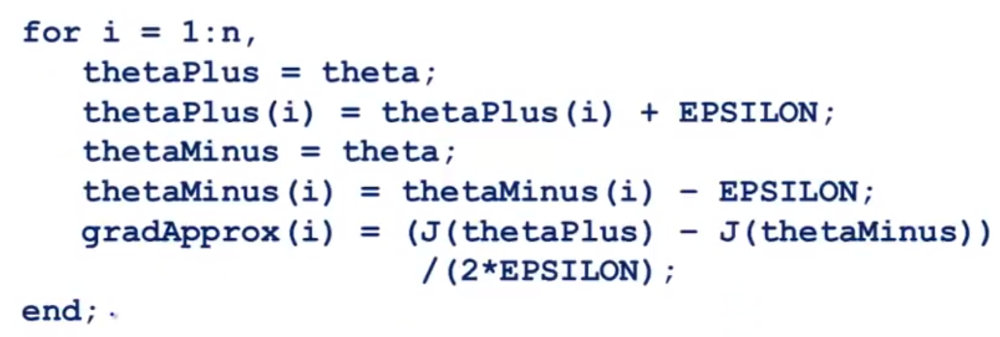 for i = 1:n,
thetaPlus = theta;
thetaPlus(i) = thetaPlus(i) + EPSILON;
thetaMinus = theta;
thetaMinus(i) = thetaMinus(i) - EPSILON;
gradApprox(i) = (J(thetaPlus) - J(thetaMinus))
/(2*EPSILON);
end;